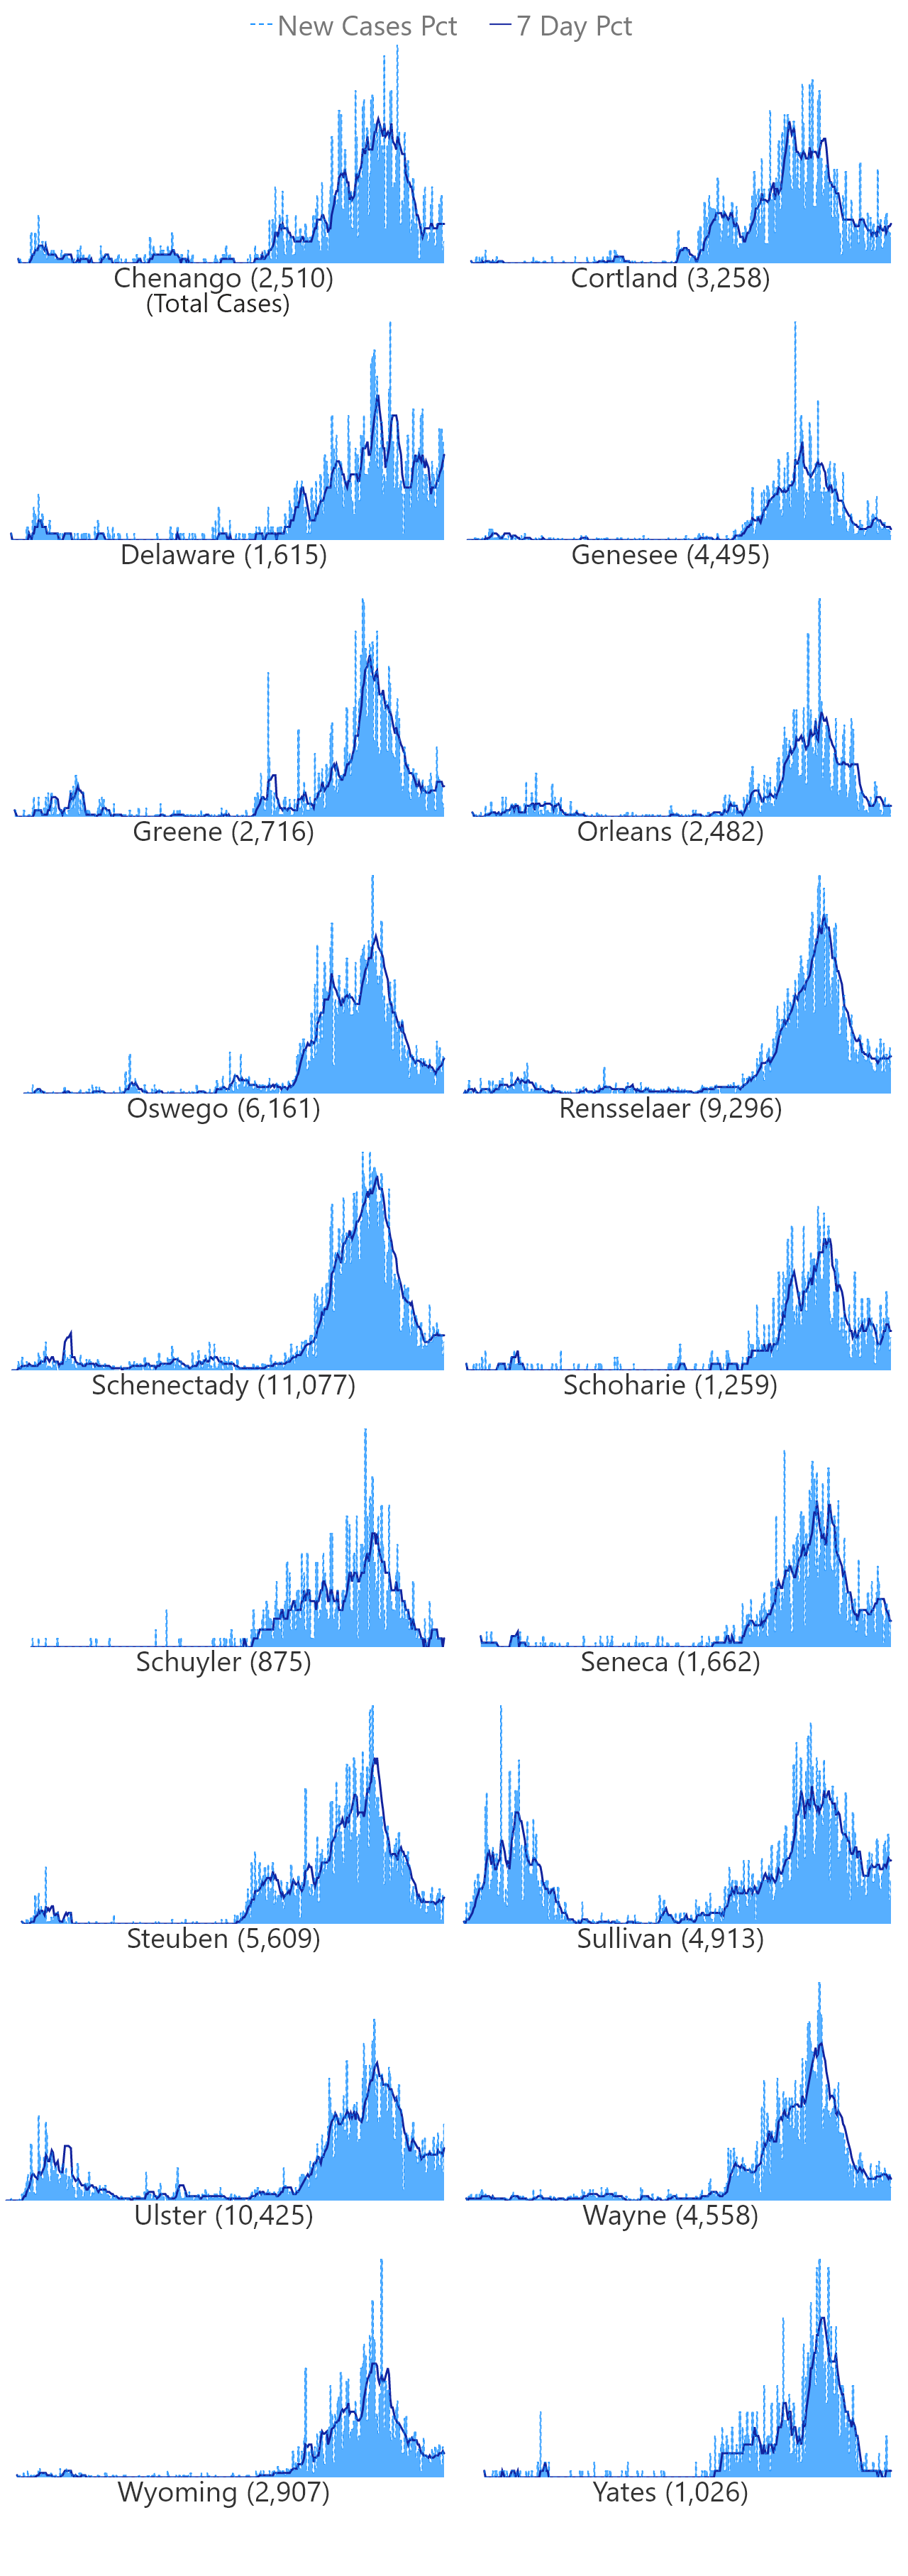 New Cases Pct 7 Day Pct
Chenango (2,510) Cortland (3,258)
(Total Cases)
Delaware (1,615) Genesee (4,495)
Greene (2,716) Orleans (2,482)
Oswego (6,161) Rensselaer (9,296)
Schenectady (11,077) Schoharie (1,259)
Schuyler (875) Seneca (1,662)
Steuben (5,609) Sullivan (4,913)
Ulster (10,425) Wayne (4,558)
Wyoming (2,907) Yates (1,026)